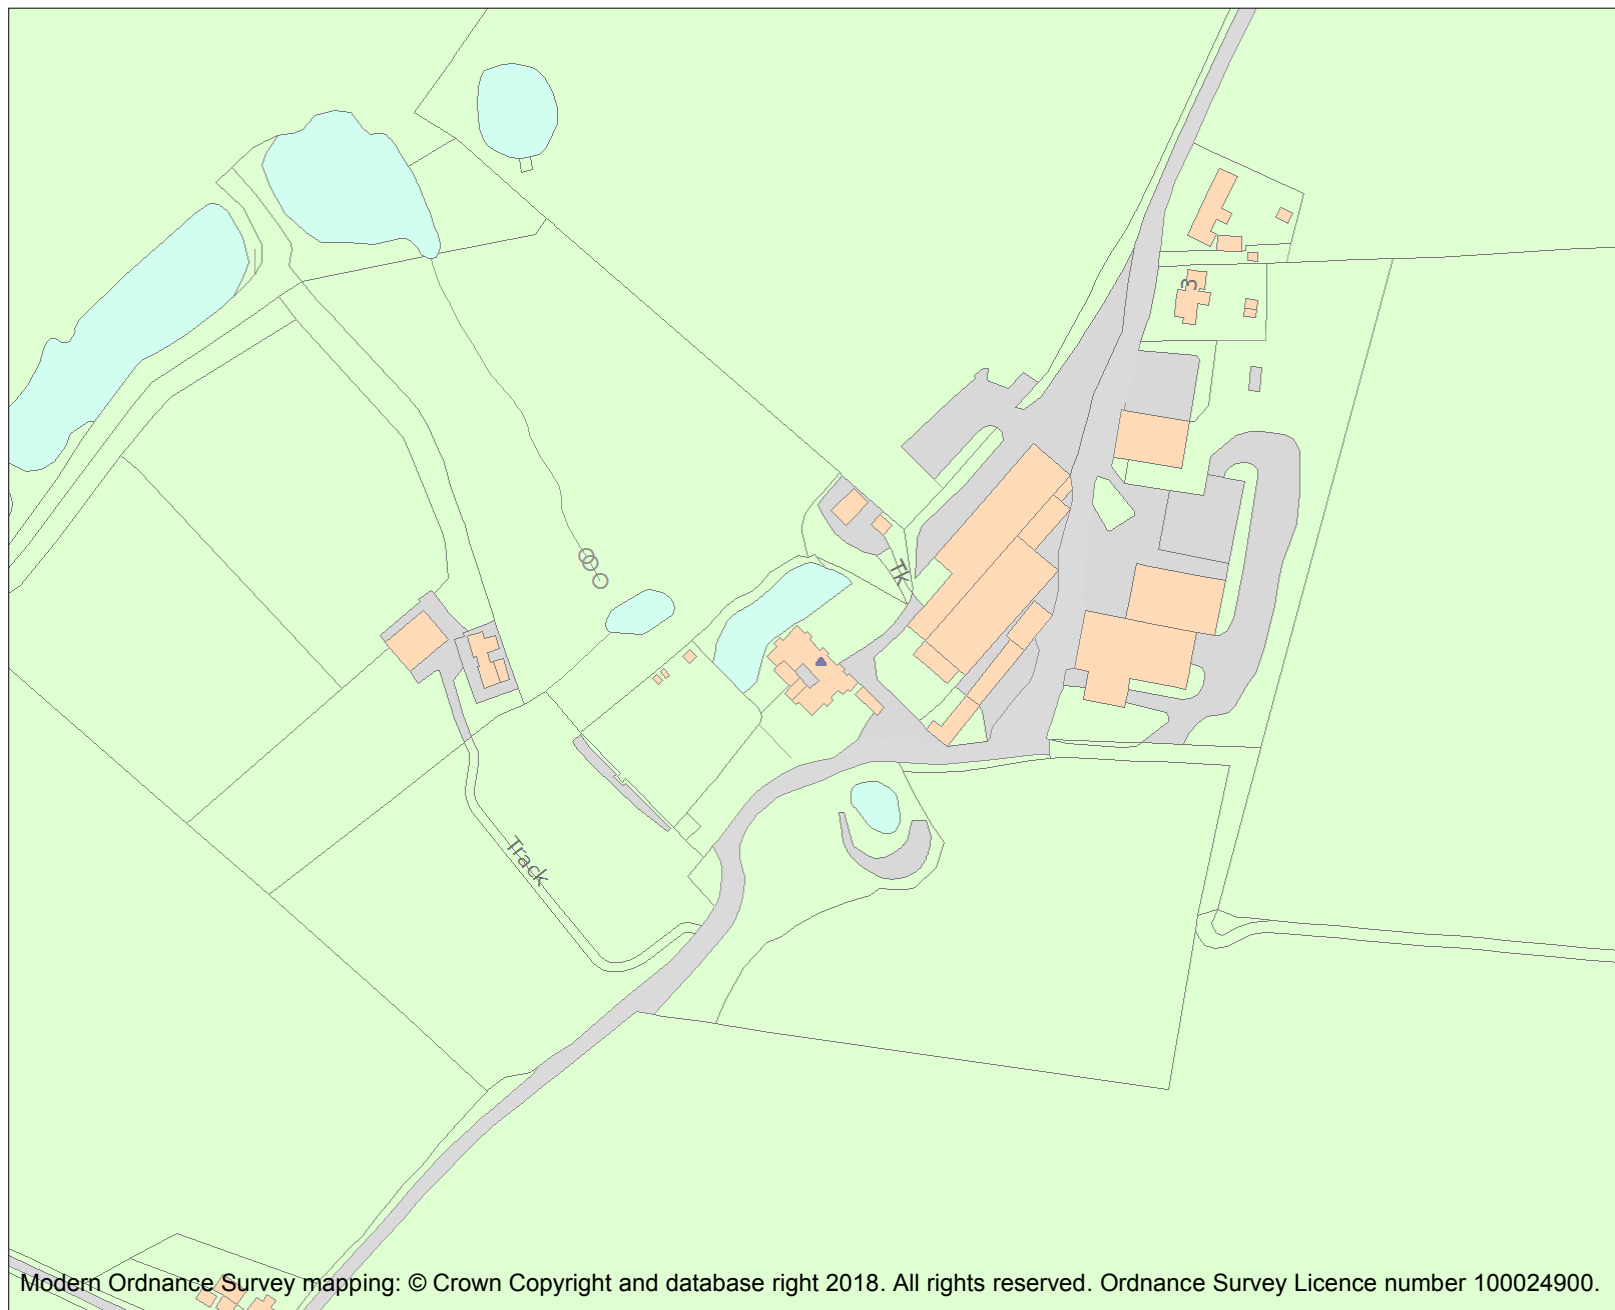 3
Tk
Track
Modern Ordnance Survey mapping: © Crown Copyright and database right 2018. All rights reserved. Ordnance Survey Licence number 100024900.